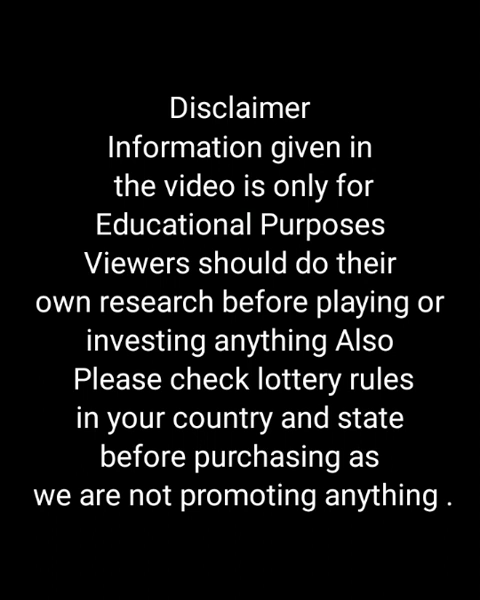 Disclaimer
Information given in
the video is only for
Educational Purposes
Viewers should do their
own research before playing or
investing anything Also
Please check lottery rules
in your country and state
before purchasing as
we are not promoting anything .